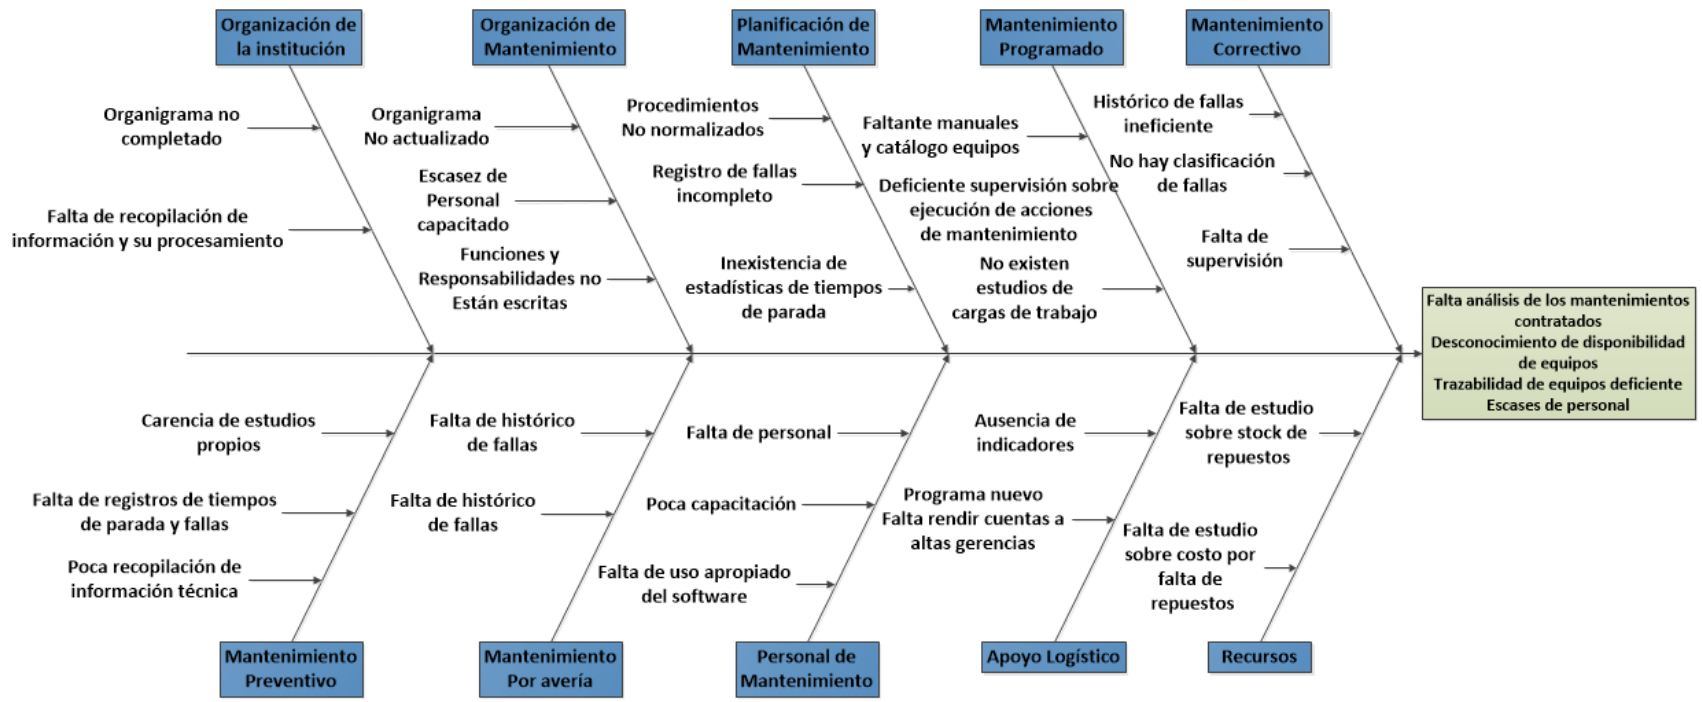 Organización de
la institución
Organización de
Mantenimiento
Planificación de
Mantenimiento
Mantenimiento
Programado
Mantenimiento
Correctivo
Organigrama no
completado
Falta de recopilación de
información y su procesamiento
Organigrama
No actualizado
Escasez de
Personal
capacitado
Funciones y
Responsabilidades no
Están escritas
Procedimientos
No normalizados
Registro de fallas
incompleto
Inexistencia de
estadísticas de tiempos
de parada
Faltante manuales
y catálogo equipos
Deficiente supervisión sobre
ejecución de acciones
de mantenimiento
No existen
estudios de
cargas de trabajo
Histórico de fallas
ineficiente
No hay clasificación
de fallas
Falta de
supervisión
Falta análisis de los mantenimientos
contratados
Desconocimiento de disponibilidad
de equipos
Trazabilidad de equipos deficiente
Escases de personal
Carencia de estudios
propios
Falta de registros de tiempos
de parada y fallas
Poca recopilación de
información técnica
Falta de histórico
de fallas
Falta de histórico
de fallas
Falta de personal
Poca capacitación
Falta de uso apropiado
del software
Ausencia de
indicadores
Programa nuevo
Falta rendir cuentas a
altas gerencias
Falta de estudio
sobre stock de
repuestos
Falta de estudio
sobre costo por
falta de
repuestos
Mantenimiento
Preventivo
Mantenimiento
Por avería
Personal de
Mantenimiento
Apoyo Logístico
Recursos